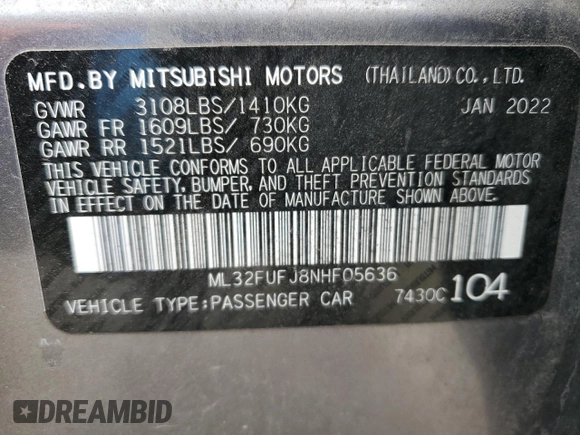 MFD.BY MITSUBISHI MOTORS (THAILAND)CO.,LTD.
GVWR 3108LBS/1410KG JAN 2022
GAWR FR 1609LBS/ 730KG
GAWR RR 1521LBS/ 690KG
THIS VEHICLE CONFORMS TO ALL APPLICABLE FEDERAL MOTOR
VEHICLE SAFETY, BUMPER, AND THEFT PREVENTION STANDARDS
IN EFFECT ON THE DATE OF MANUFACTURE SHOWN ABOVE.
ML32FUFJ8NHF05636
VEHICLE TYPE:PASSENGER CAR 7430C 104
DREAMBID